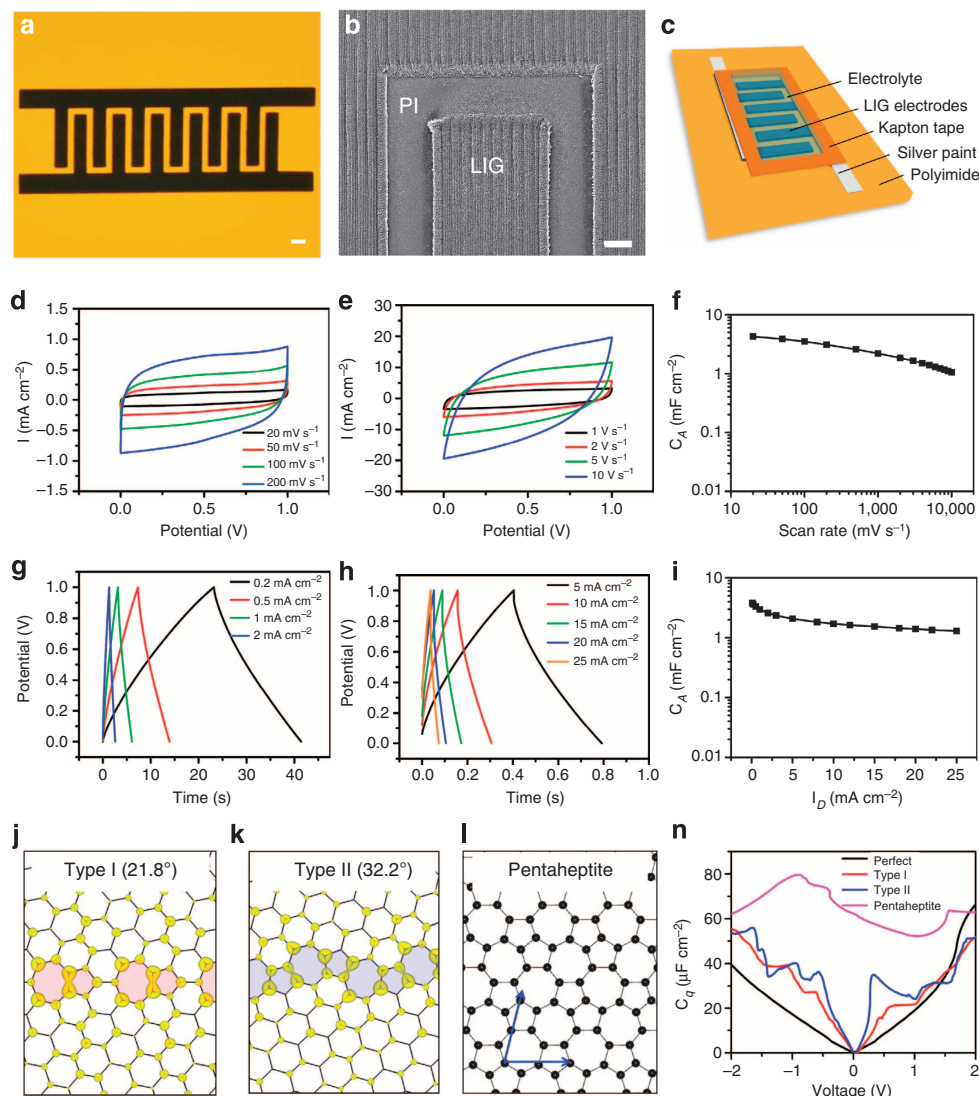 a
b
c
PI
LIG
Electrolyte
LIG electrodes
Kapton tape
Silver paint
Polyimide
d
1.5
1.0
0.5
0.0
−0.5
−1.0
−1.5
I (mA cm−2)
20 mV s−1
50 mV s−1
100 mV s−1
200 mV s−1
0.0 0.5 1.0
Potential (V)
e
30
20
10
0
−10
−20
−30
I (mA cm−2)
1 V s−1
2 V s−1
5 V s−1
10 V s−1
0.0 0.5 1.0
Potential (V)
f
10
1
0.1
0.01
CA (mF cm−2)
10 100 1,000 10,000
Scan rate (mV s−1)
g
1.0
0.8
0.6
0.4
0.2
0.0
Potential (V)
0.2 mA cm−2
0.5 mA cm−2
1 mA cm−2
2 mA cm−2
0 10 20 30 40
Time (s)
h
1.0
0.8
0.6
0.4
0.2
0.0
Potential (V)
5 mA cm−2
10 mA cm−2
15 mA cm−2
20 mA cm−2
25 mA cm−2
0.0 0.2 0.4 0.6 0.8 1.0
Time (s)
i
10
1
0.1
0.01
CA (mF cm−2)
0 5 10 15 20 25
ID (mA cm−2)
j
Type I (21.8°)
k
Type II (32.2°)
l
Pentaheptite
n
80
60
40
20
0
Cq (μF cm−2)
Perfect
Type I
Type II
Pentaheptite
−2 −1 0 1 2
Voltage (V)